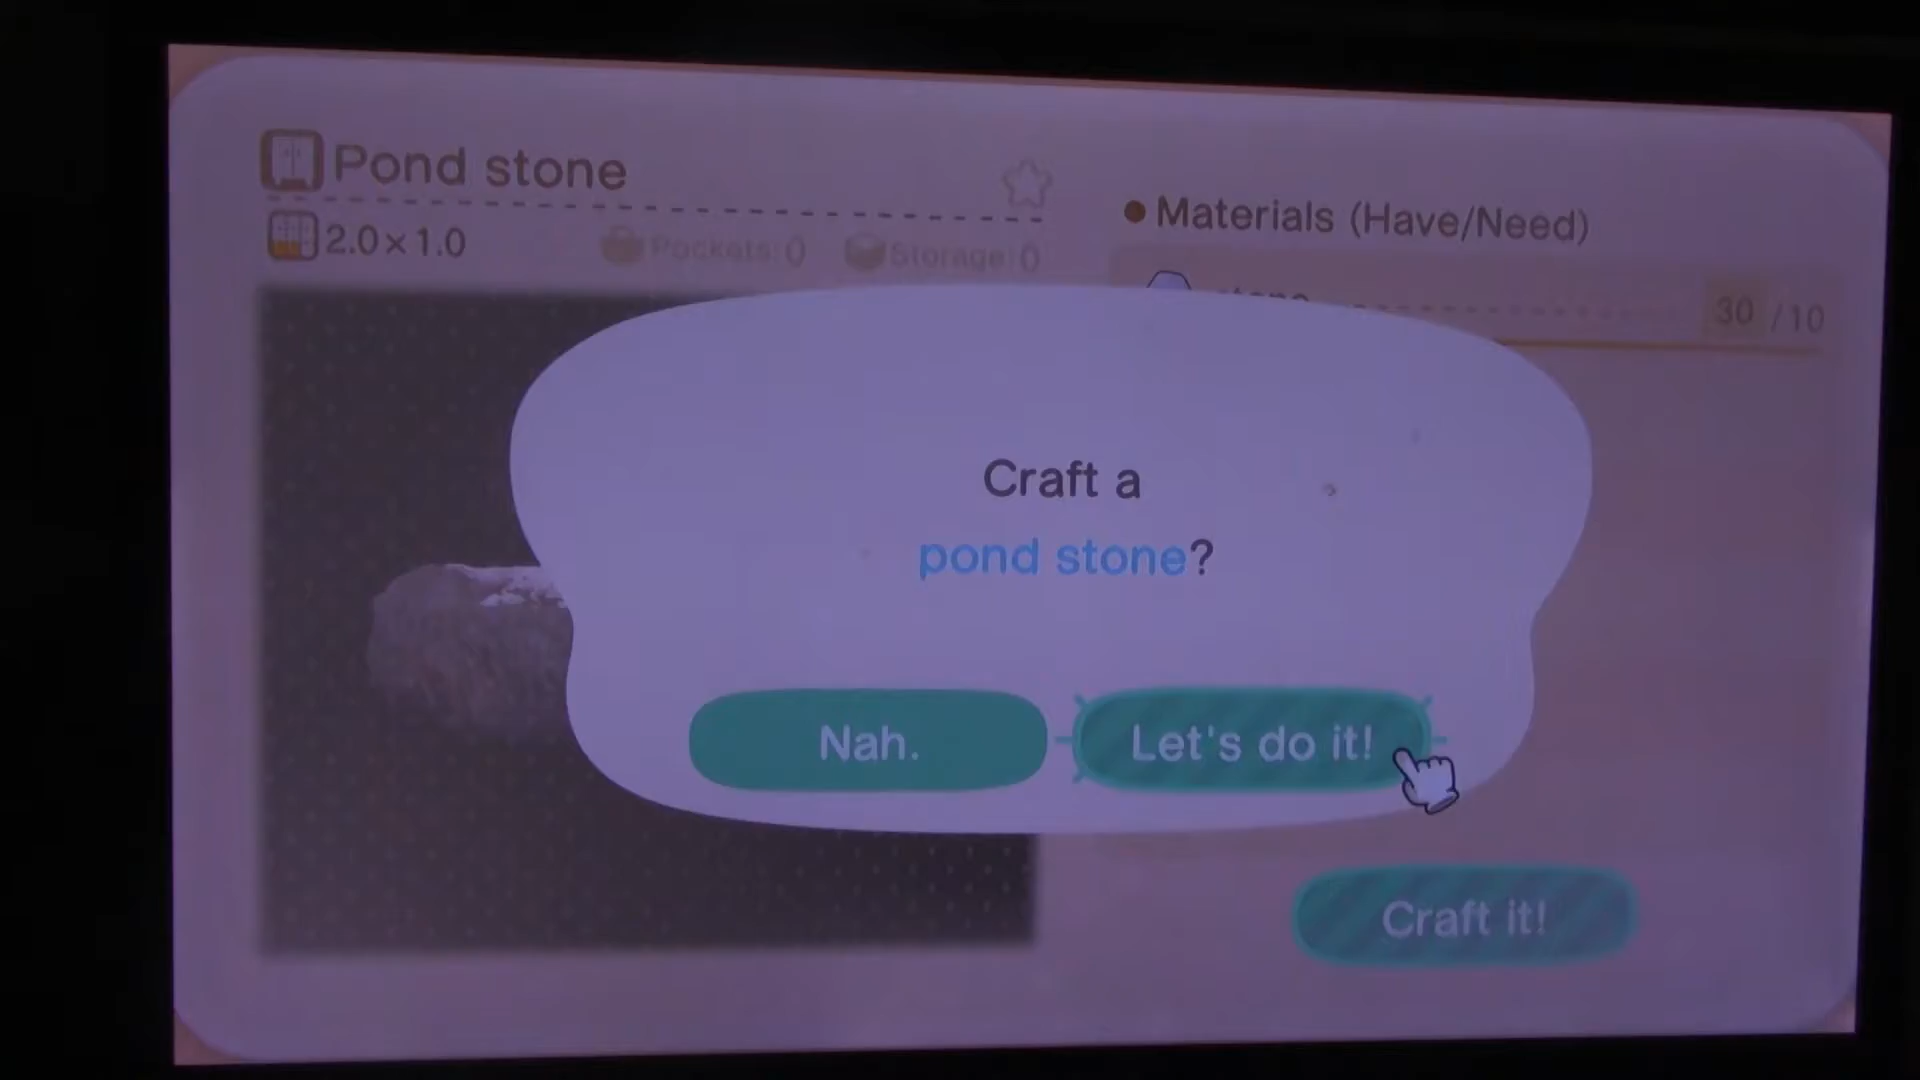 Pond stone
2.0×1.0
Pockets: 0
Storage: 0
Materials (Have/Need)
stone
30 /10
Craft a
pond stone?
Nah.
Let's do it!
Craft it!